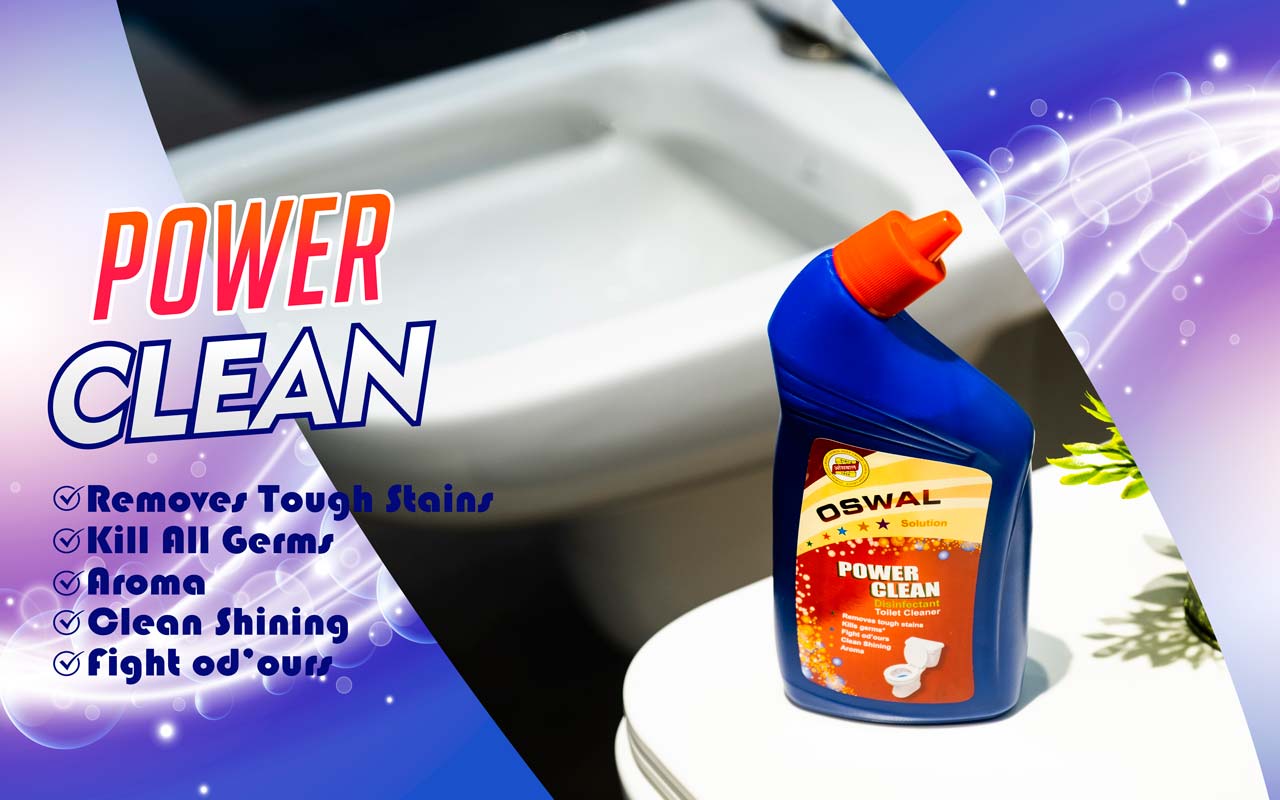 POWER
CLEAN
Removes Tough Stains
Kill All Germs
Aroma
Clean Shining
Fight od'ours
OSWAL
Solution
POWER
CLEAN
Disinfectant
Toilet Cleaner
Removes tough stains
Kills germs*
Fight od'ours
Clean Shining
Aroma